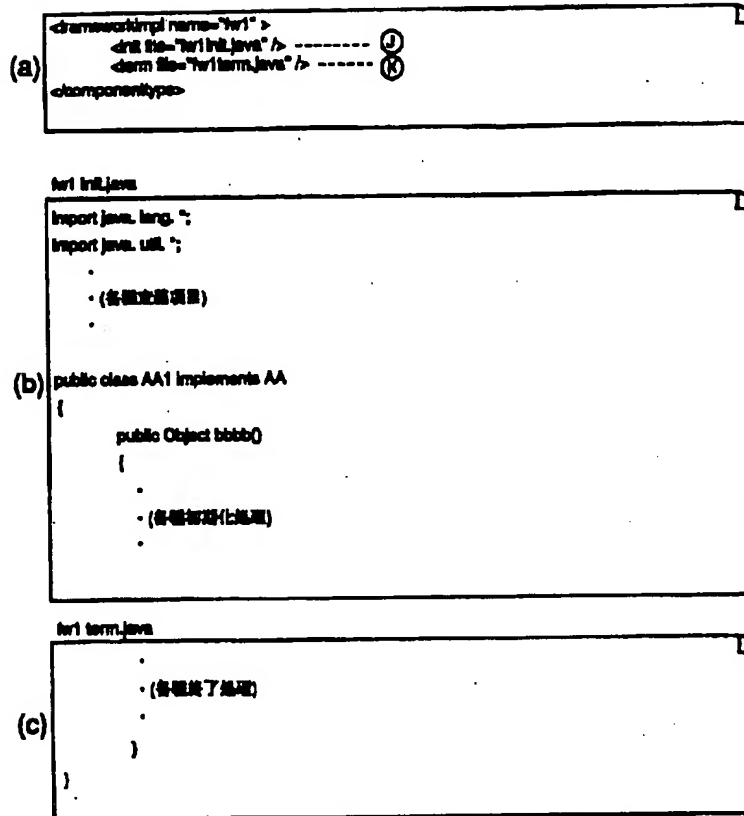 (a)
<frameworkimpl name="fw1" >
<init file="fw1init.java" /> --------- Ⓙ
<term file="fw1term.java" /> ------ Ⓚ
</componenttype>
fw1 init.java
(b)
import java. lang. *;
import java. util. *;
・
・(各種定義項目)
・
public class AA1 implements AA
{
public Object bbbb()
{
・
・(各種初期化処理)
・
fw1 term.java
(c)
・
・(各種終了処理)
・
}
}